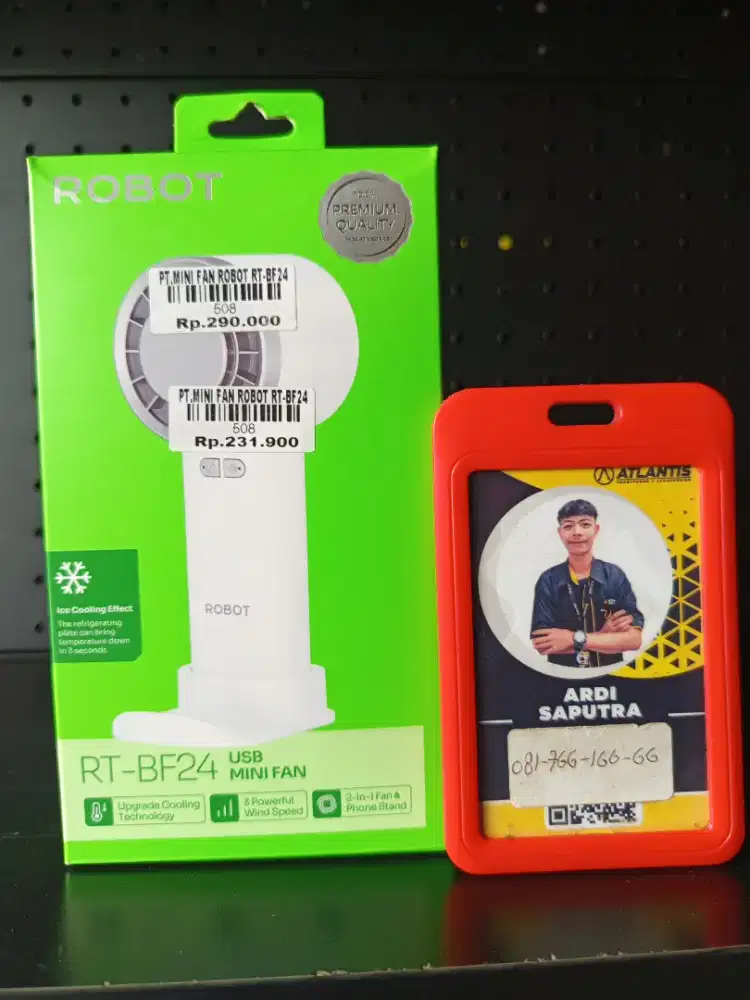 ROBOT
PREMIUM
QUALITY
PT.MINI FAN ROBOT RT-BF24
508
Rp.290.000
PT.MINI FAN ROBOT RT-BF24
508
Rp.231.900
ROBOT
Ice Cooling Effect
The refrigerating
plate can bring
temperature down
in 3 seconds.
RT-BF24 USB
MINI FAN
Upgrade Cooling
Technology
3 Powerful
Wind Speed
2-in-1 Fan &
Phone Stand
ATLANTIS
ARDI
SAPUTRA
081-766-166-66